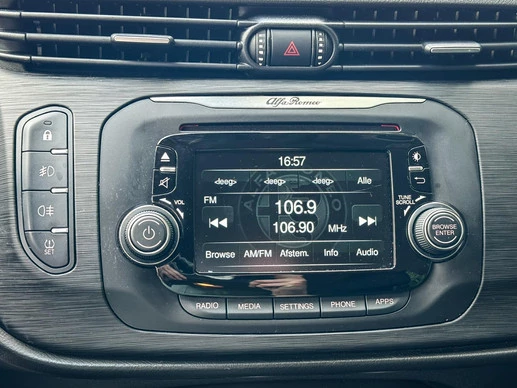 Alfa Romeo
16:57
<leeg> <leeg> <leeg> Alle
FM
106.9
106.90 MHz
Browse AM/FM Afstem. Info Audio
VOL
TUNE
SCROLL
BROWSE
ENTER
SET
RADIO MEDIA SETTINGS PHONE APPS